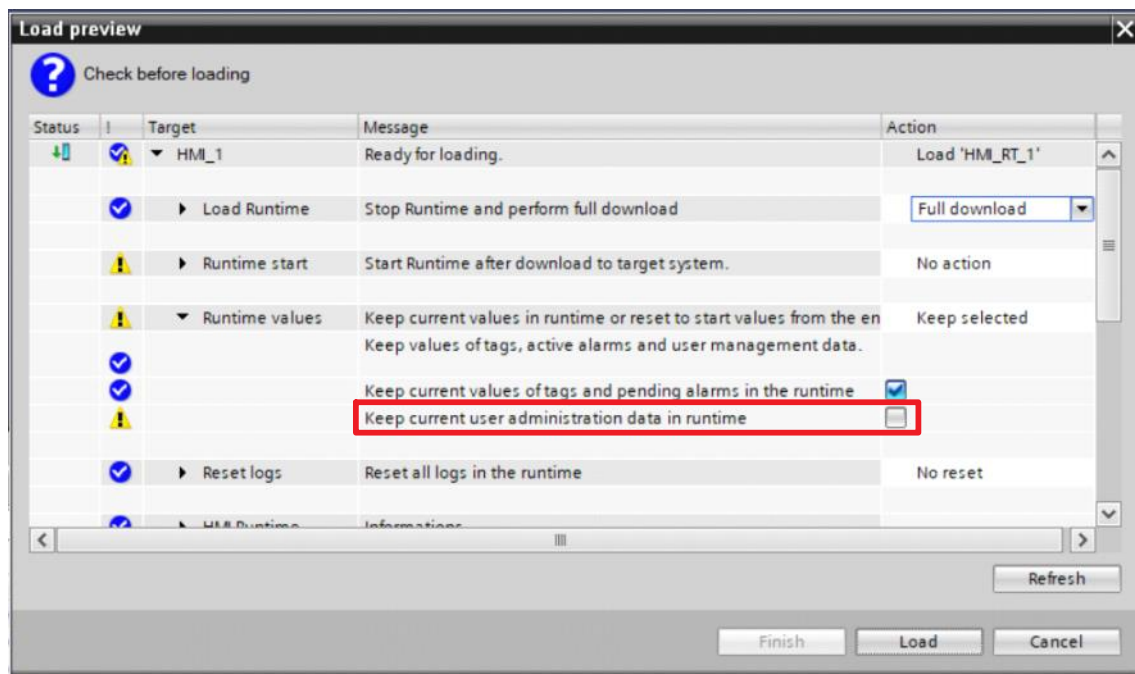 Load preview
Check before loading
Status ! Target Message Action
HMI_1 Ready for loading. Load 'HMI_RT_1'
Load Runtime Stop Runtime and perform full download Full download
Runtime start Start Runtime after download to target system. No action
Runtime values Keep current values in runtime or reset to start values from the en Keep selected
Keep values of tags, active alarms and user management data.
Keep current values of tags and pending alarms in the runtime
Keep current user administration data in runtime
Reset logs Reset all logs in the runtime No reset
HMI Runtime Informations
Refresh
Finish Load Cancel